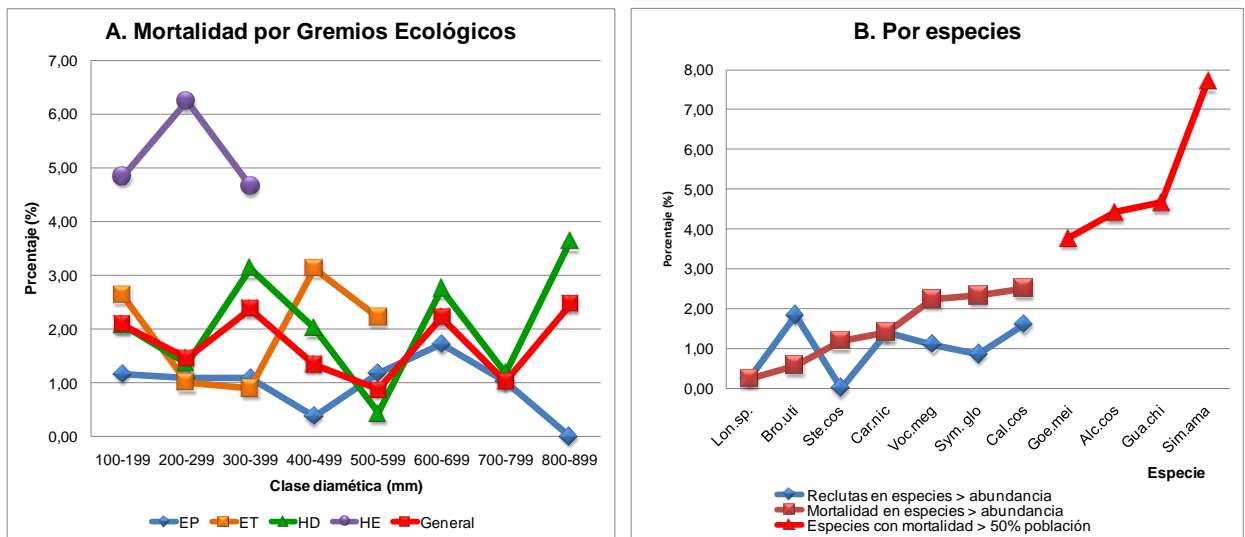 A. Mortalidad por Gremios Ecológicos
Prcentaje (%)
7,00
6,00
5,00
4,00
3,00
2,00
1,00
0,00
100-199 200-299 300-399 400-499 500-599 600-699 700-799 800-899
Clase diamética (mm)
EP ET HD HE General
B. Por especies
Porcentaje (%)
8,00
7,00
6,00
5,00
4,00
3,00
2,00
1,00
0,00
Lon.sp. Bro.uti Ste.cos Car.nic Voc.meg Sym. glo Cal.cos Goe.mei Alc.cos Gua.chi Sim.ama
Especie
Reclutas en especies > abundancia
Mortalidad en especies > abundancia
Especies con mortalidad > 50% población